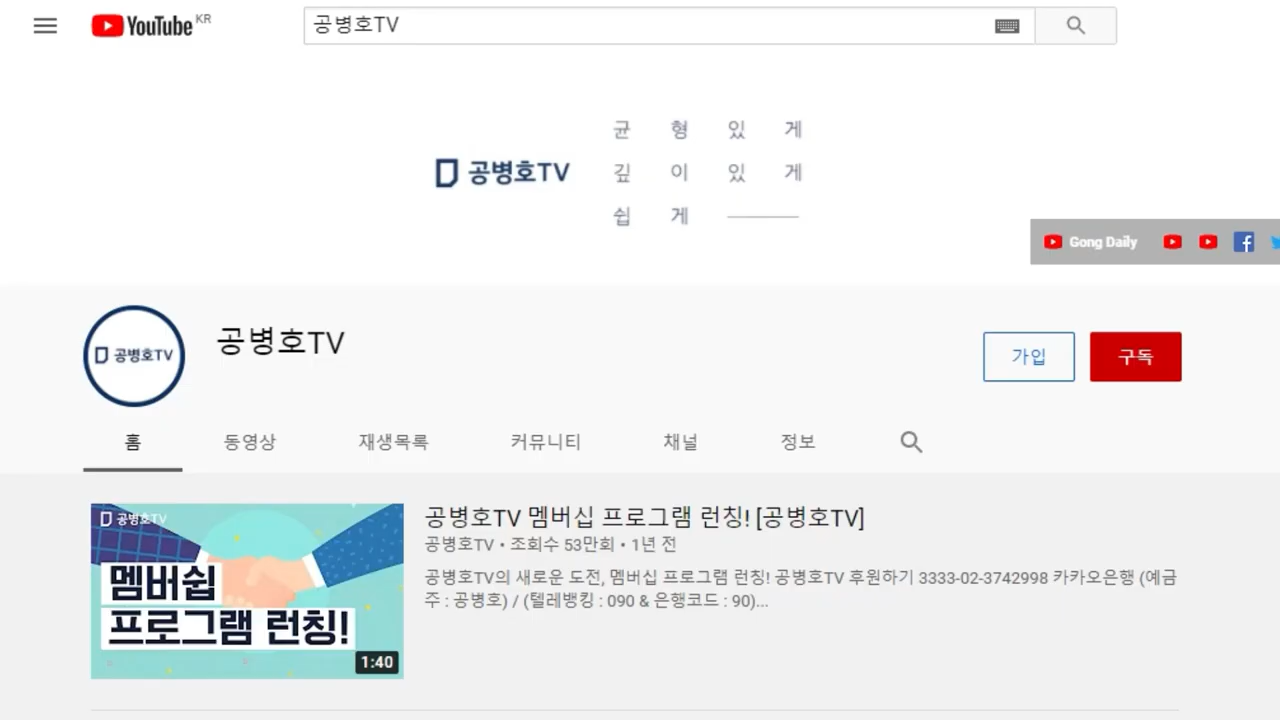 YouTube KR
공병호TV
균 형 있 게
공병호TV
깊 이 있 게
쉽 게
Gong Daily
공병호TV
공병호TV
가입
구독
홈
동영상
재생목록
커뮤니티
채널
정보
공병호TV
멤버쉽
프로그램 런칭!
1:40
공병호TV 멤버십 프로그램 런칭! [공병호TV]
공병호TV • 조회수 53만회 • 1년 전
공병호TV의 새로운 도전, 멤버십 프로그램 런칭! 공병호TV 후원하기 3333-02-3742998 카카오은행 (예금
주 : 공병호) / (텔레뱅킹 : 090 & 은행코드 : 90)...